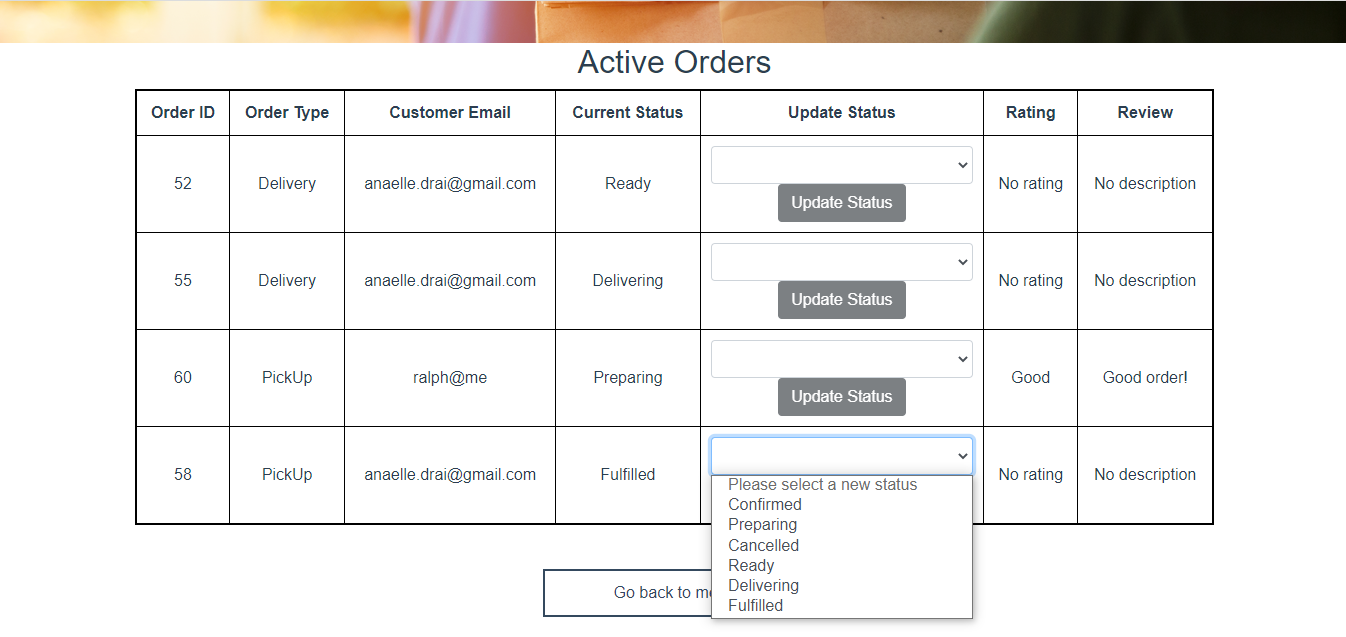 Active Orders
Order ID Order Type Customer Email Current Status Update Status Rating Review
52 Delivery anaelle.drai@gmail.com Ready No rating No description
Update Status
55 Delivery anaelle.drai@gmail.com Delivering No rating No description
Update Status
60 PickUp ralph@me Preparing Good Good order!
Update Status
58 PickUp anaelle.drai@gmail.com Fulfilled No rating No description
Please select a new status
Confirmed
Preparing
Cancelled
Ready
Delivering
Fulfilled
Go back to